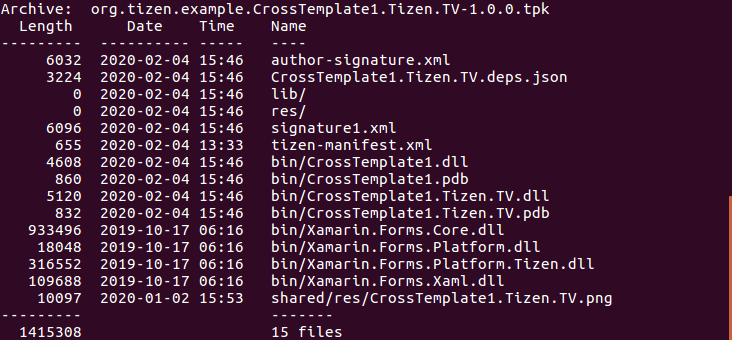 Archive:  org.tizen.example.CrossTemplate1.Tizen.TV-1.0.0.tpk
  Length      Date    Time    Name
---------  ---------- -----   ----
     6032  2020-02-04 15:46   author-signature.xml
     3224  2020-02-04 15:46   CrossTemplate1.Tizen.TV.deps.json
        0  2020-02-04 15:46   lib/
        0  2020-02-04 15:46   res/
     6096  2020-02-04 15:46   signature1.xml
      655  2020-02-04 13:33   tizen-manifest.xml
     4608  2020-02-04 15:46   bin/CrossTemplate1.dll
      860  2020-02-04 15:46   bin/CrossTemplate1.pdb
     5120  2020-02-04 15:46   bin/CrossTemplate1.Tizen.TV.dll
      832  2020-02-04 15:46   bin/CrossTemplate1.Tizen.TV.pdb
   933496  2019-10-17 06:16   bin/Xamarin.Forms.Core.dll
    18048  2019-10-17 06:16   bin/Xamarin.Forms.Platform.dll
   316552  2019-10-17 06:16   bin/Xamarin.Forms.Platform.Tizen.dll
   109688  2019-10-17 06:16   bin/Xamarin.Forms.Xaml.dll
    10097  2020-01-02 15:53   shared/res/CrossTemplate1.Tizen.TV.png
---------                     -------
  1415308                     15 files